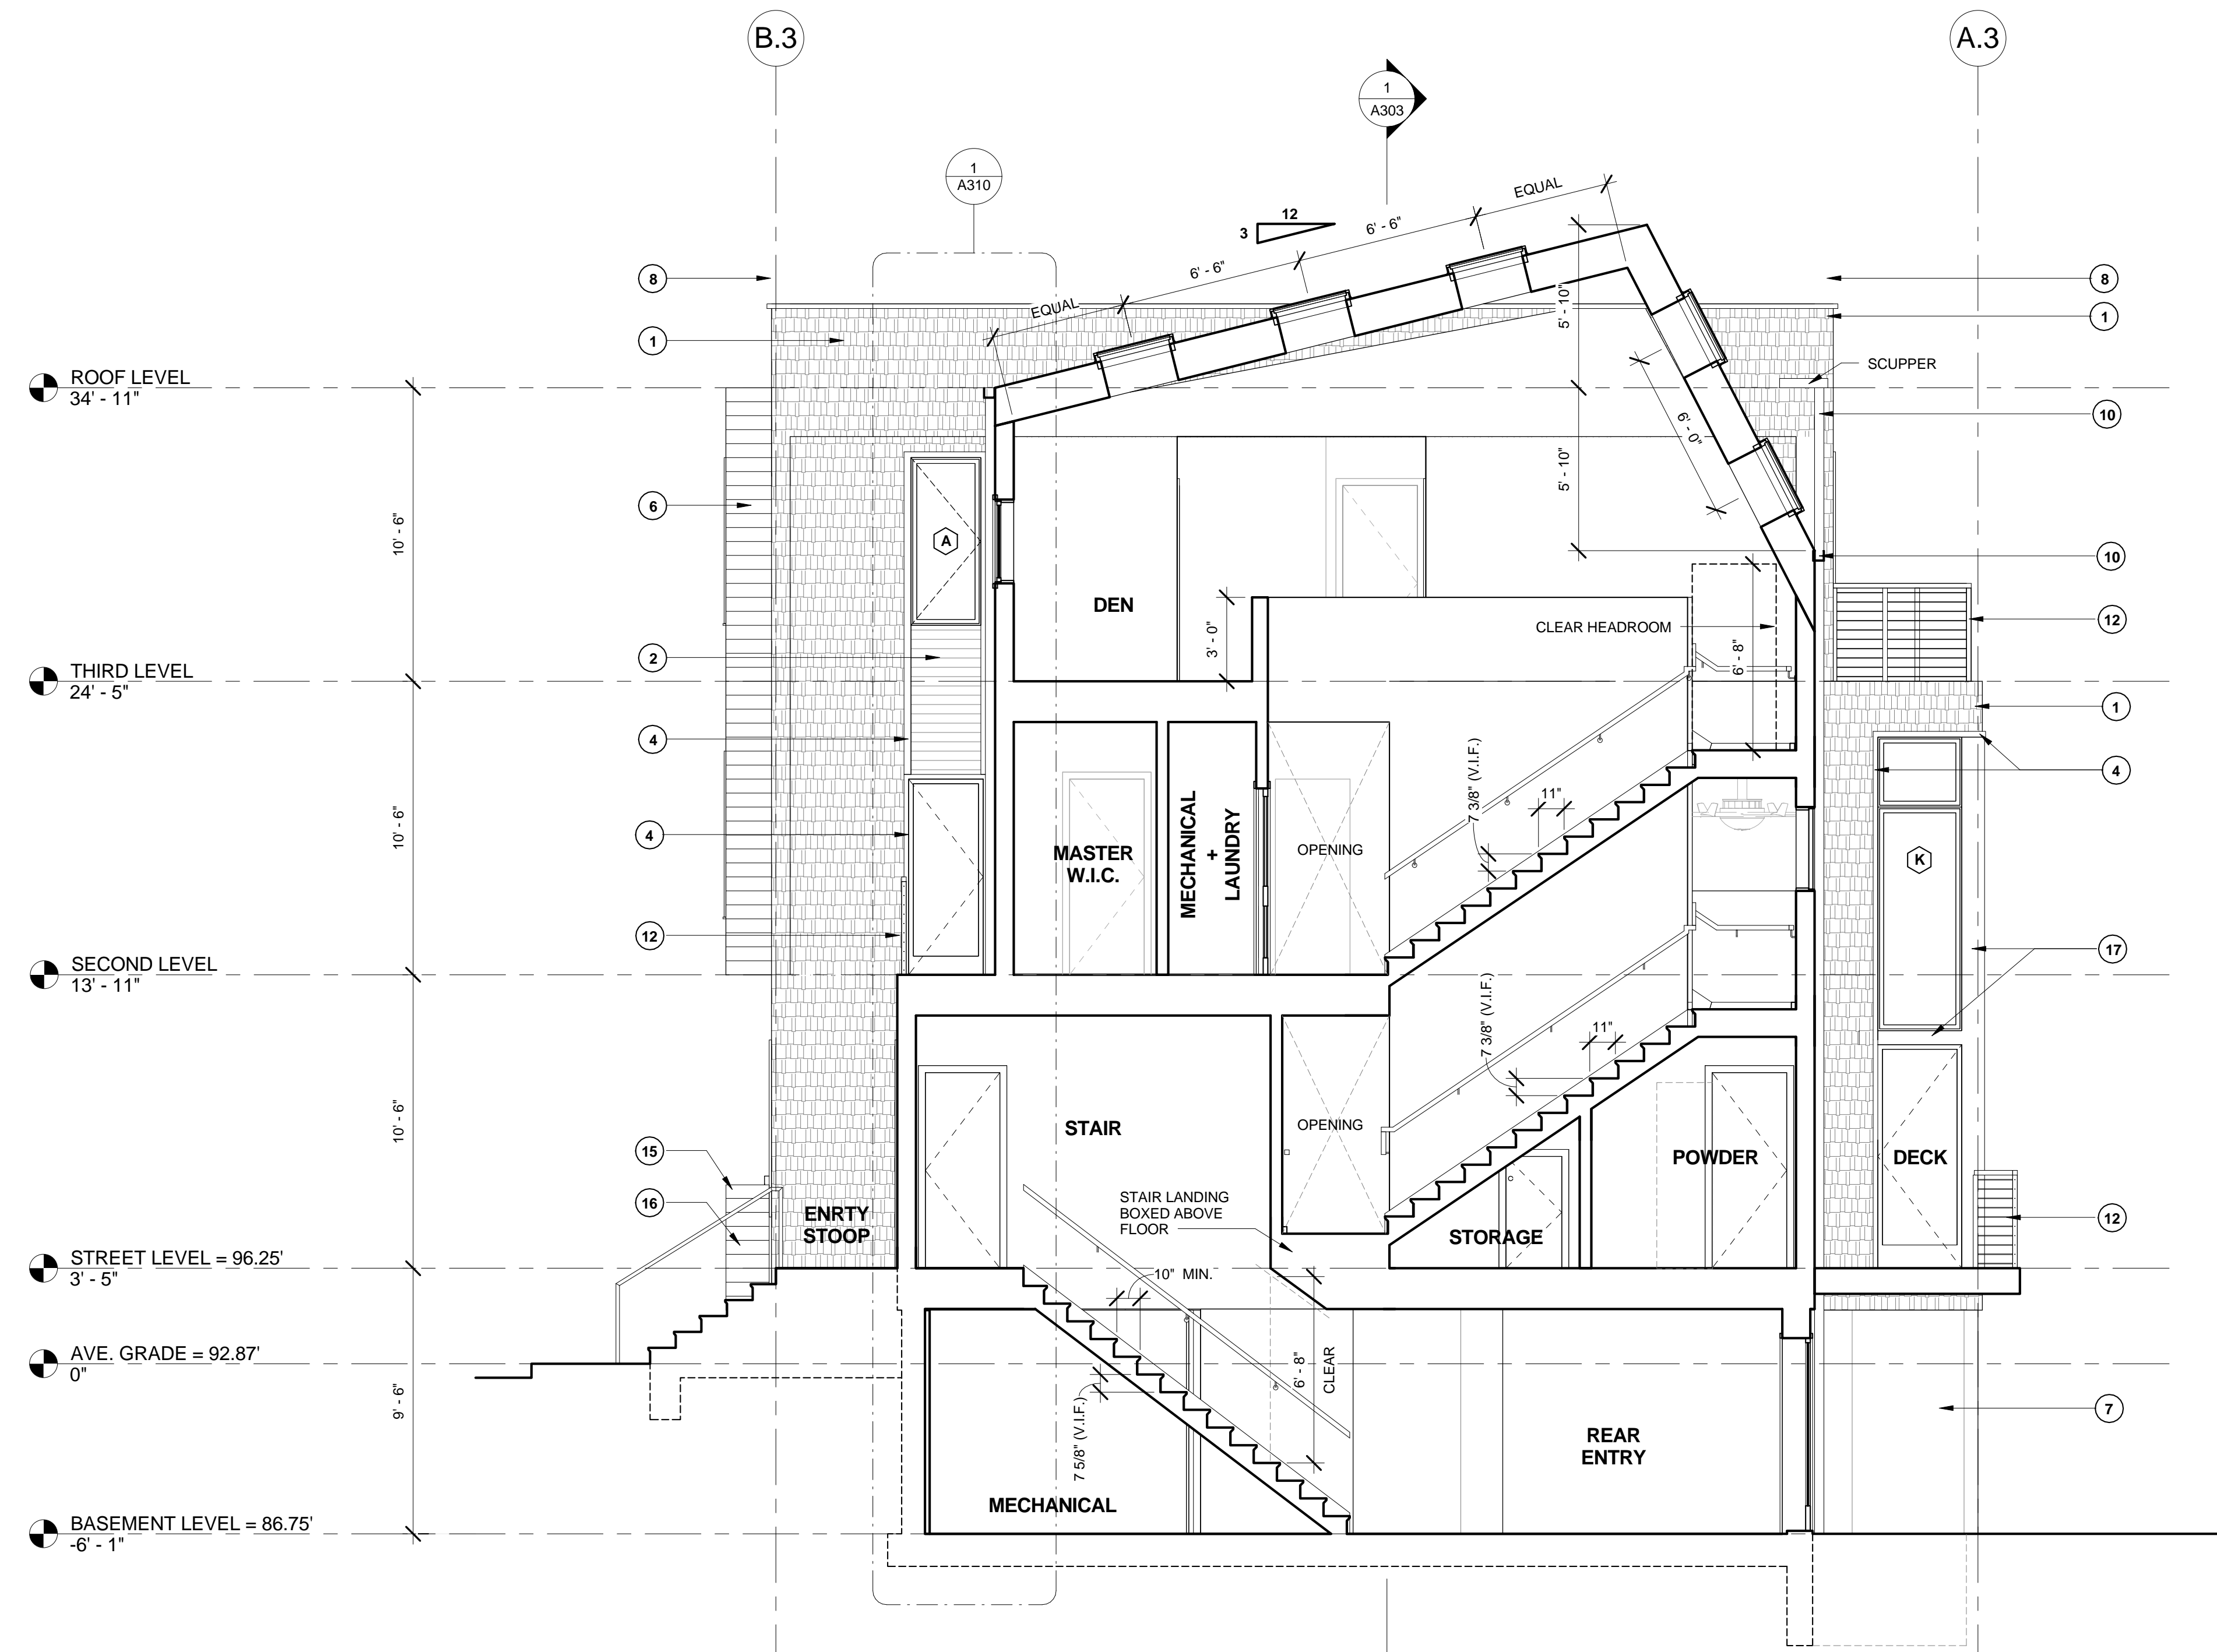 B.3
A.3
1
A303
1
A310
EQUAL
6' - 6"
12
3
6' - 6"
EQUAL
8
8
1
1
5' - 10"
SCUPPER
ROOF LEVEL
34' - 11"
10
6' - 0"
6
5' - 10"
10' - 6"
A
10
DEN
3' - 0"
CLEAR HEADROOM
6' - 8"
12
2
THIRD LEVEL
24' - 5"
1
4
4
7 3/8" (V.I.F.)
11"
4
10' - 6"
MASTER
W.I.C.
MECHANICAL
+
LAUNDRY
OPENING
K
12
17
SECOND LEVEL
13' - 11"
7 3/8" (V.I.F.)
11"
10' - 6"
STAIR
OPENING
15
POWDER
DECK
16
STAIR LANDING
BOXED ABOVE
FLOOR
ENRTY
STOOP
STORAGE
12
STREET LEVEL = 96.25'
3' - 5"
10" MIN.
AVE. GRADE = 92.87'
0"
6' - 8"
CLEAR
9' - 6"
7 5/8" (V.I.F.)
7
REAR
ENTRY
MECHANICAL
BASEMENT LEVEL = 86.75'
-6' - 1"